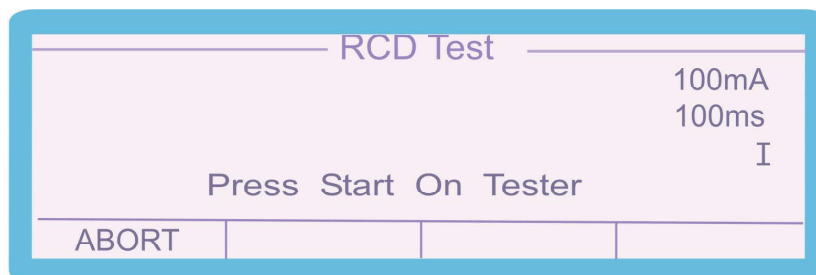 RCD Test
100mA
100ms
I
Press Start On Tester
ABORT